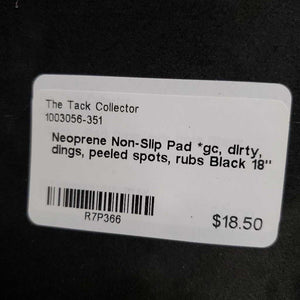 The Tack Collector
1003056-351
Neoprene Non-Slip Pad *gc, dirty,
dings, peeled spots, rubs Black 18"
R7P366
$18.50